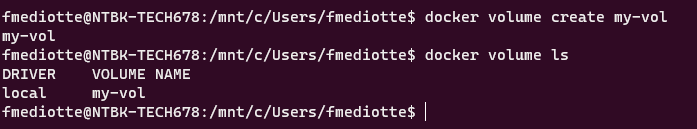 fmediotte@NTBK-TECH678:/mnt/c/Users/fmediotte$ docker volume create my-vol
my-vol
fmediotte@NTBK-TECH678:/mnt/c/Users/fmediotte$ docker volume ls
DRIVER    VOLUME NAME
local     my-vol
fmediotte@NTBK-TECH678:/mnt/c/Users/fmediotte$